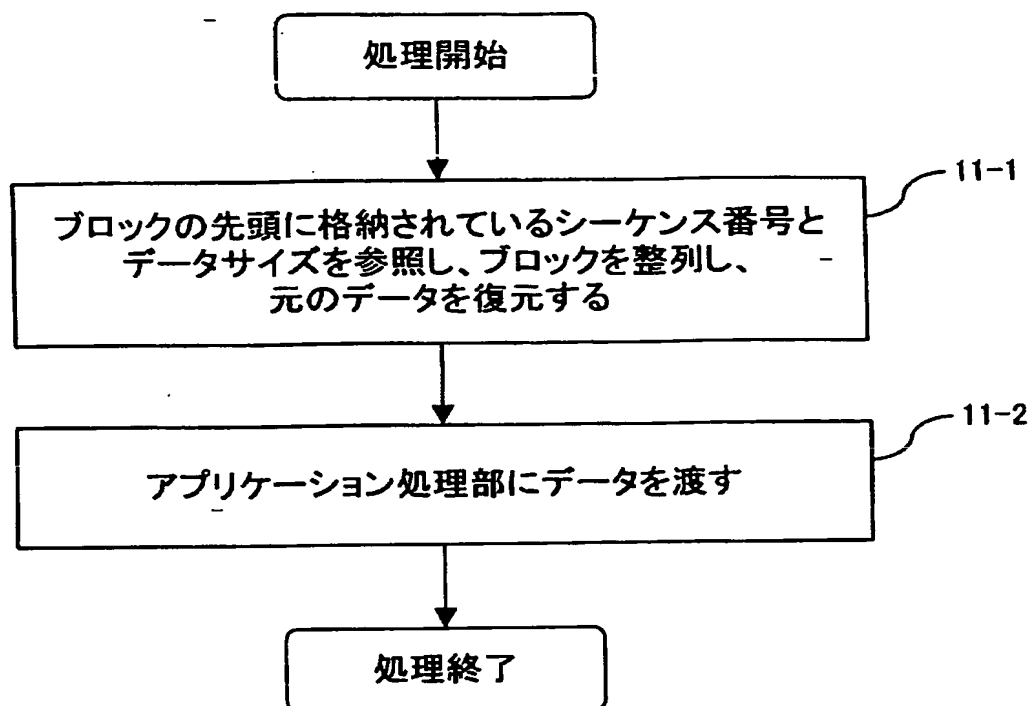 処理開始
11-1
ブロックの先頭に格納されているシーケンス番号と
データサイズを参照し、ブロックを整列し、
元のデータを復元する
11-2
アプリケーション処理部にデータを渡す
処理終了